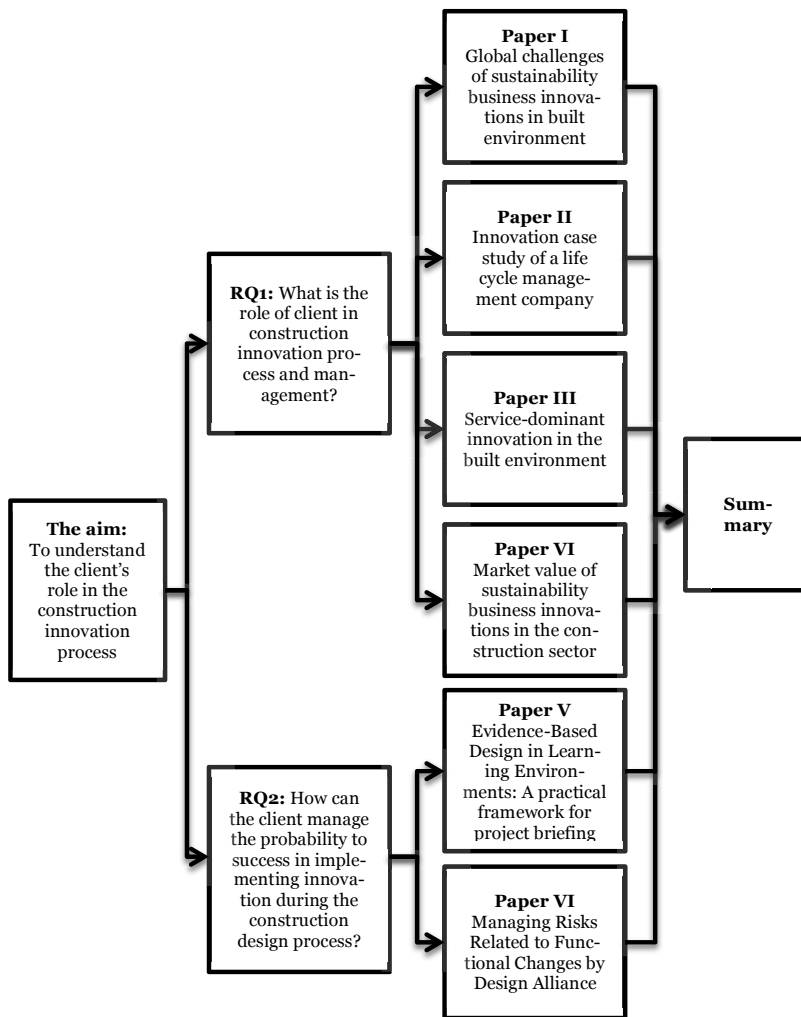 The aim:
To understand
the client's
role in the
construction
innovation
process
RQ1: What is the
role of client in
construction
innovation pro-
cess and man-
agement?
RQ2: How can
the client manage
the probability to
success in imple-
menting innova-
tion during the
construction
design process?
Paper I
Global challenges
of sustainability
business innova-
tions in built
environment
Paper II
Innovation case
study of a life
cycle manage-
ment company
Paper III
Service-dominant
innovation in the
built environment
Paper VI
Market value of
sustainability
business innova-
tions in the con-
struction sector
Paper V
Evidence-Based
Design in Learn-
ing Environ-
ments: A practical
framework for
project briefing
Paper VI
Managing Risks
Related to Func-
tional Changes by
Design Alliance
Sum-
mary